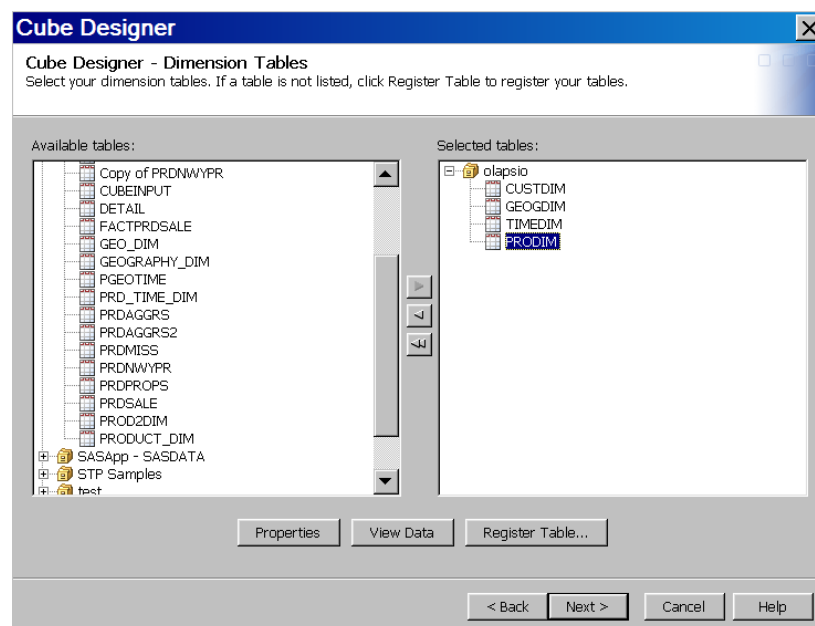 Cube Designer
Cube Designer - Dimension Tables
Select your dimension tables. If a table is not listed, click Register Table to register your tables.
Available tables:
Copy of PRDNWYPR
CUBEINPUT
DETAIL
FACTPRDSALE
GEO_DIM
GEOGRAPHY_DIM
PGEOTIME
PRD_TIME_DIM
PRDAGGRS
PRDAGGRS2
PRDMISS
PRDNWYPR
PRDPROPS
PRDSALE
PROD2DIM
PRODUCT_DIM
SASApp - SASDATA
STP Samples
test
Selected tables:
olapsio
CUSTDIM
GEOGDIM
TIMEDIM
PRODIM
Properties View Data Register Table...
< Back Next > Cancel Help